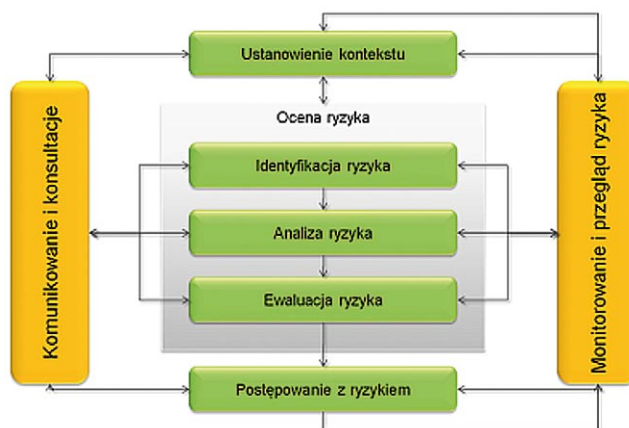 Ustanowienie kontekstu
Komunikowanie i konsultacje
Ocena ryzyka
Identyfikacja ryzyka
Analiza ryzyka
Ewaluacja ryzyka
Monitorowanie i przegląd ryzyka
Postępowanie z ryzykiem